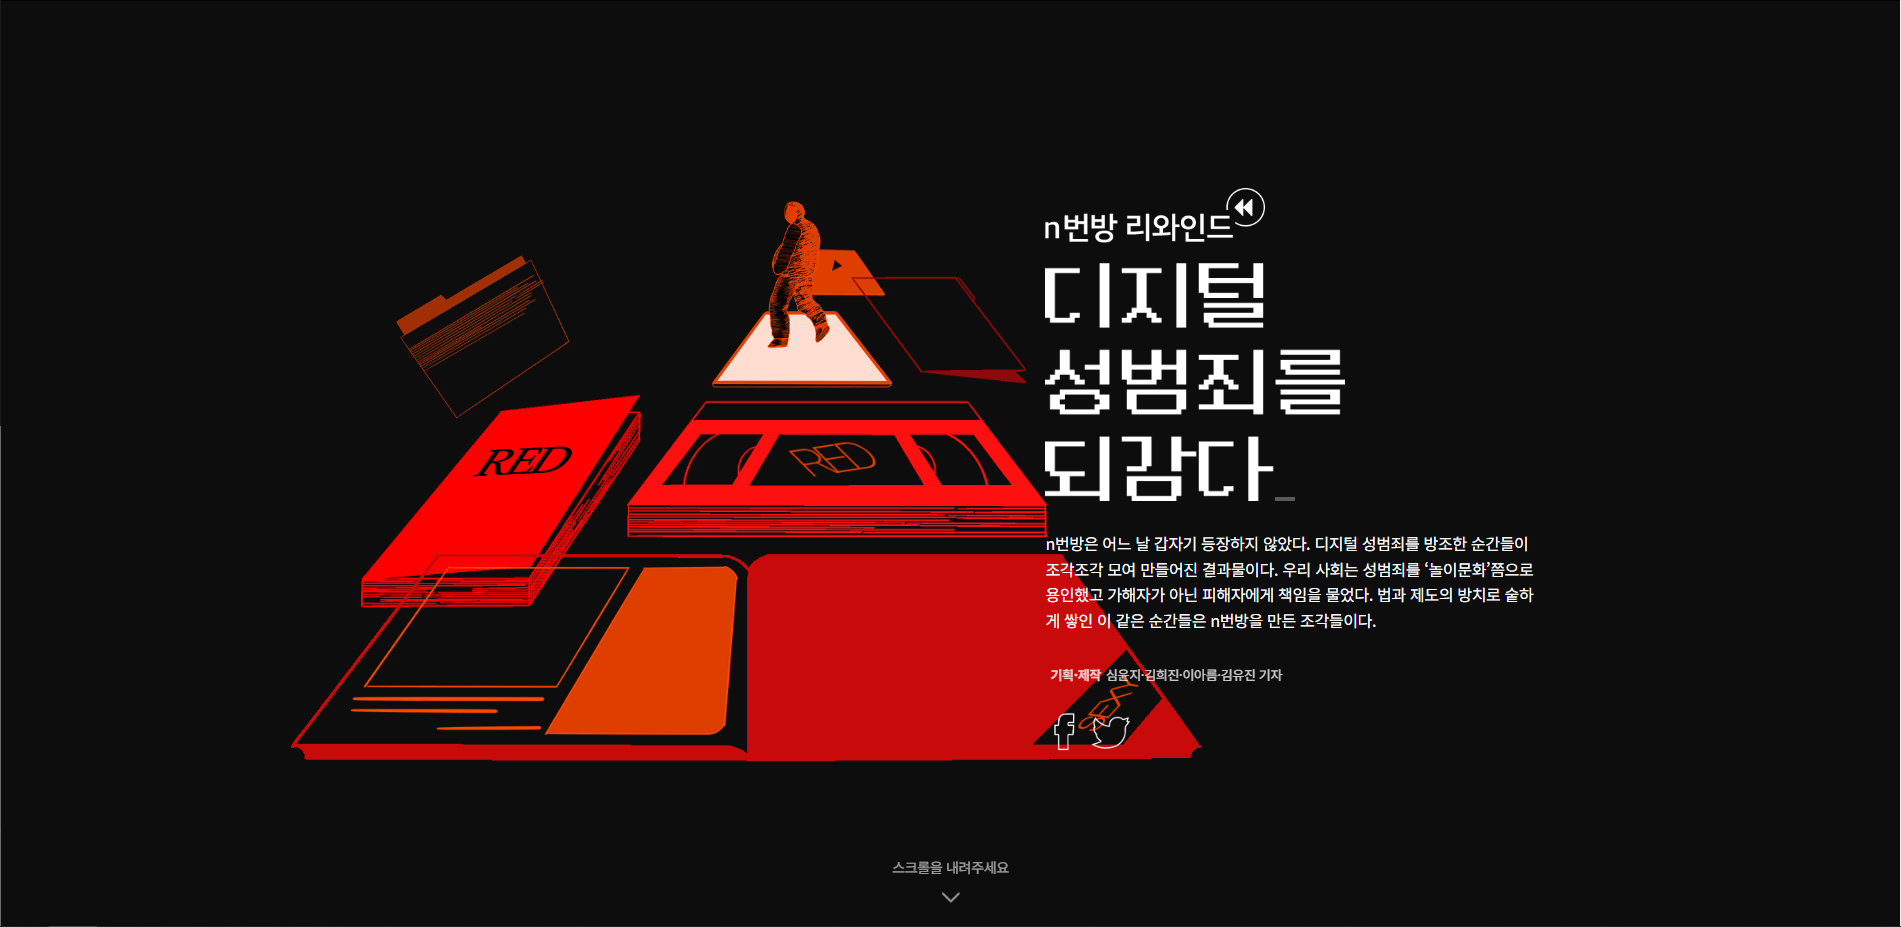 n번방 리와인드
디지털
성범죄를
되감다_
RED
RED
n번방은 어느 날 갑자기 등장하지 않았다. 디지털 성범죄를 방조한 순간들이
조각조각 모여 만들어진 결과물이다. 우리 사회는 성범죄를 ‘놀이문화’쯤으로
용인했고 가해자가 아닌 피해자에게 책임을 물었다. 법과 제도의 방치로 숱하
게 쌓인 이 같은 순간들은 n번방을 만든 조각들이다.
기획·제작 심윤지·김희진·이아름·김유진 기자
스크롤을 내려주세요